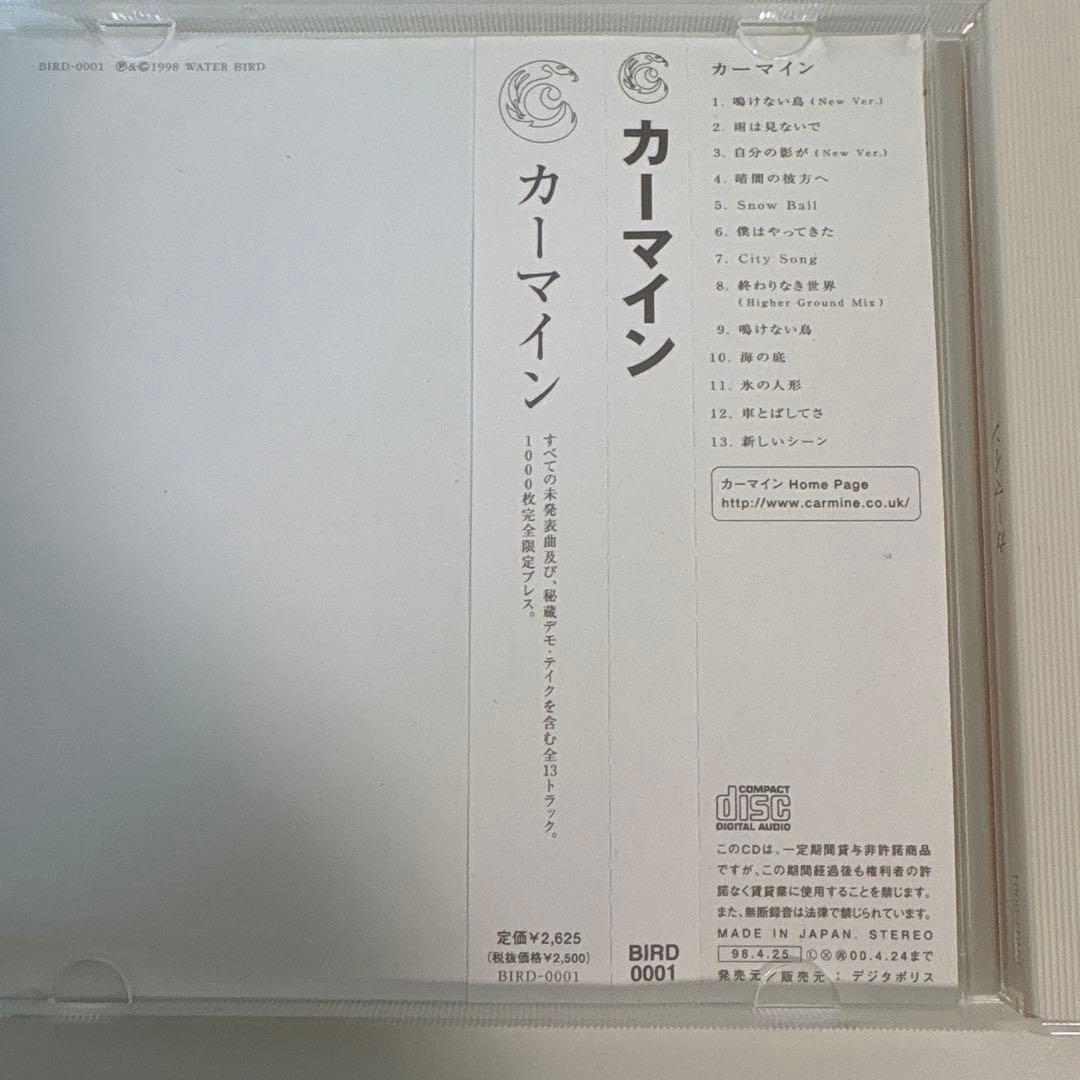 BIRD-0001 ℗&©1998 WATER BIRD
カーマイン
すべての未発表曲及び、秘蔵デモ・テイクを含む全13トラック。
1000枚完全限定プレス。
定価¥2,625
(税抜価格¥2,500)
BIRD-0001
カーマイン
BIRD
0001
カーマイン
1. 鳴けない鳥 (New Ver.)
2. 雨は見ないで
3. 自分の影が (New Ver.)
4. 暗闇の彼方へ
5. Snow Ball
6. 僕はやってきた
7. City Song
8. 終わりなき世界
(Higher Ground Mix)
9. 鳴けない鳥
10. 海の底
11. 氷の人形
12. 車とばしてさ
13. 新しいシーン
カーマイン Home Page
http://www.carmine.co.uk/
COMPACT
disc
DIGITAL AUDIO
このCDは、一定期間貸与非許諾商品
ですが、この期間経過後も権利者の許
諾なく賃貸業に使用することを禁じます。
また、無断録音は法律で禁じられています。
MADE IN JAPAN. STEREO
98.4.25 Ⓛ Ⓧ 00.4.24まで
発売元/販売元：デジタポリス